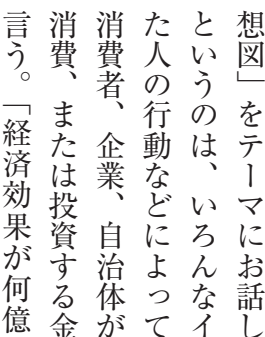 想図」をテーマにお話し
というのは、いろんなイ
た人の行動などによって
消費者、企業、自治体が
消費、または投資する金
言う。「経済効果が何億